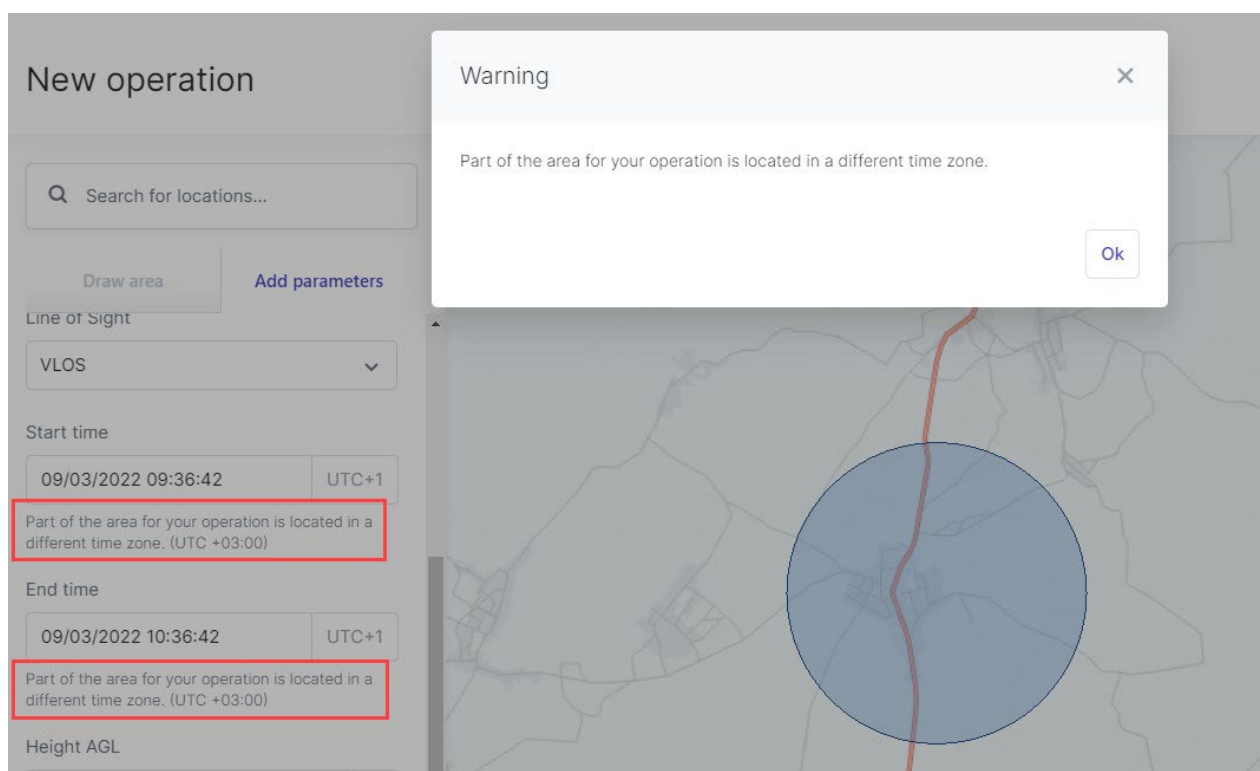 New operation
Warning
Part of the area for your operation is located in a different time zone.
Ok
Search for locations...
Draw area
Add parameters
Line of Sight
VLOS
Start time
09/03/2022 09:36:42
UTC+1
Part of the area for your operation is located in a
different time zone. (UTC +03:00)
End time
09/03/2022 10:36:42
UTC+1
Part of the area for your operation is located in a
different time zone. (UTC +03:00)
Height AGL